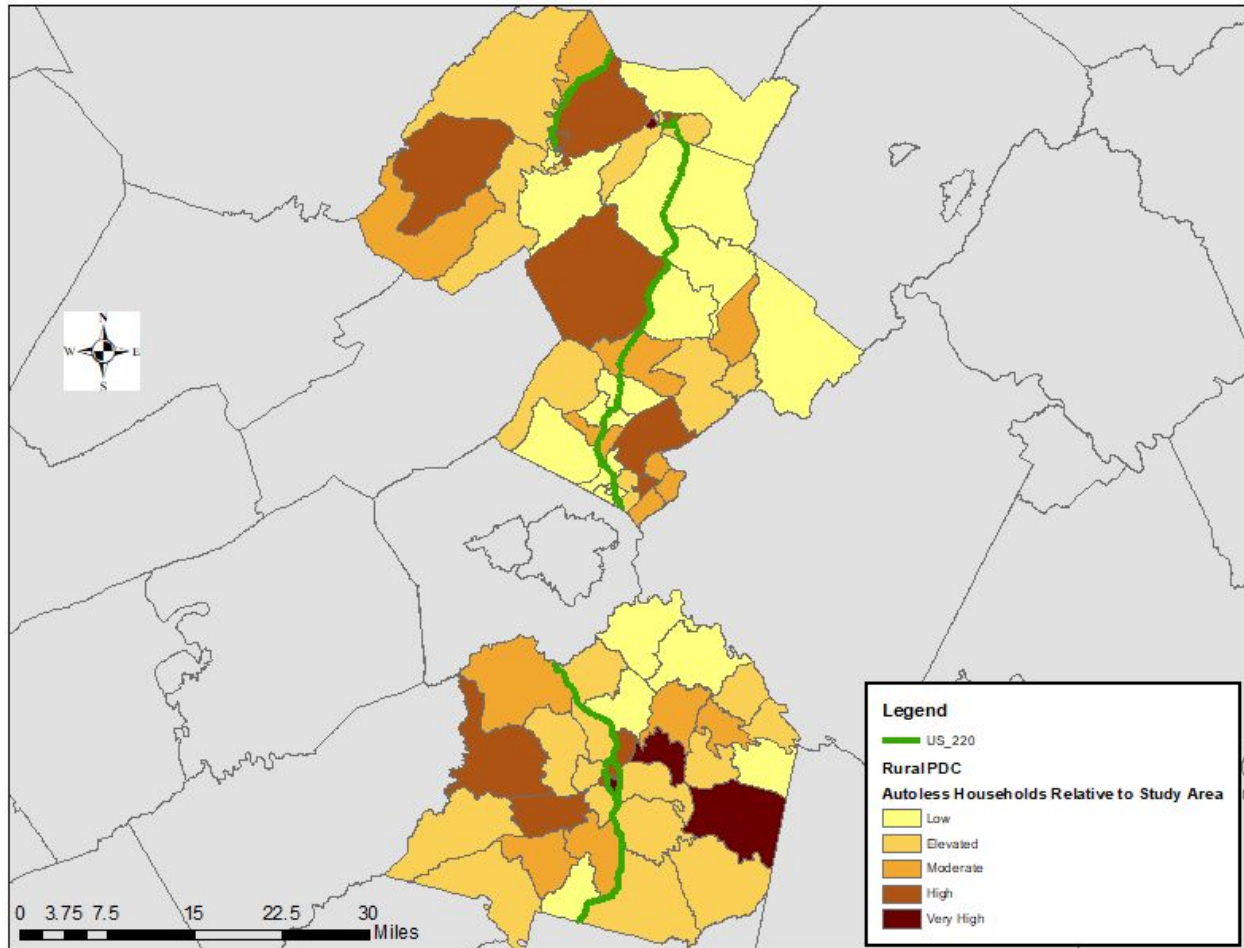 N
W E
S
Legend
US_220
Rural PDC
Autoless Households Relative to Study Area
Low
Elevated
Moderate
High
Very High
0 3.75 7.5 15 22.5 30
Miles